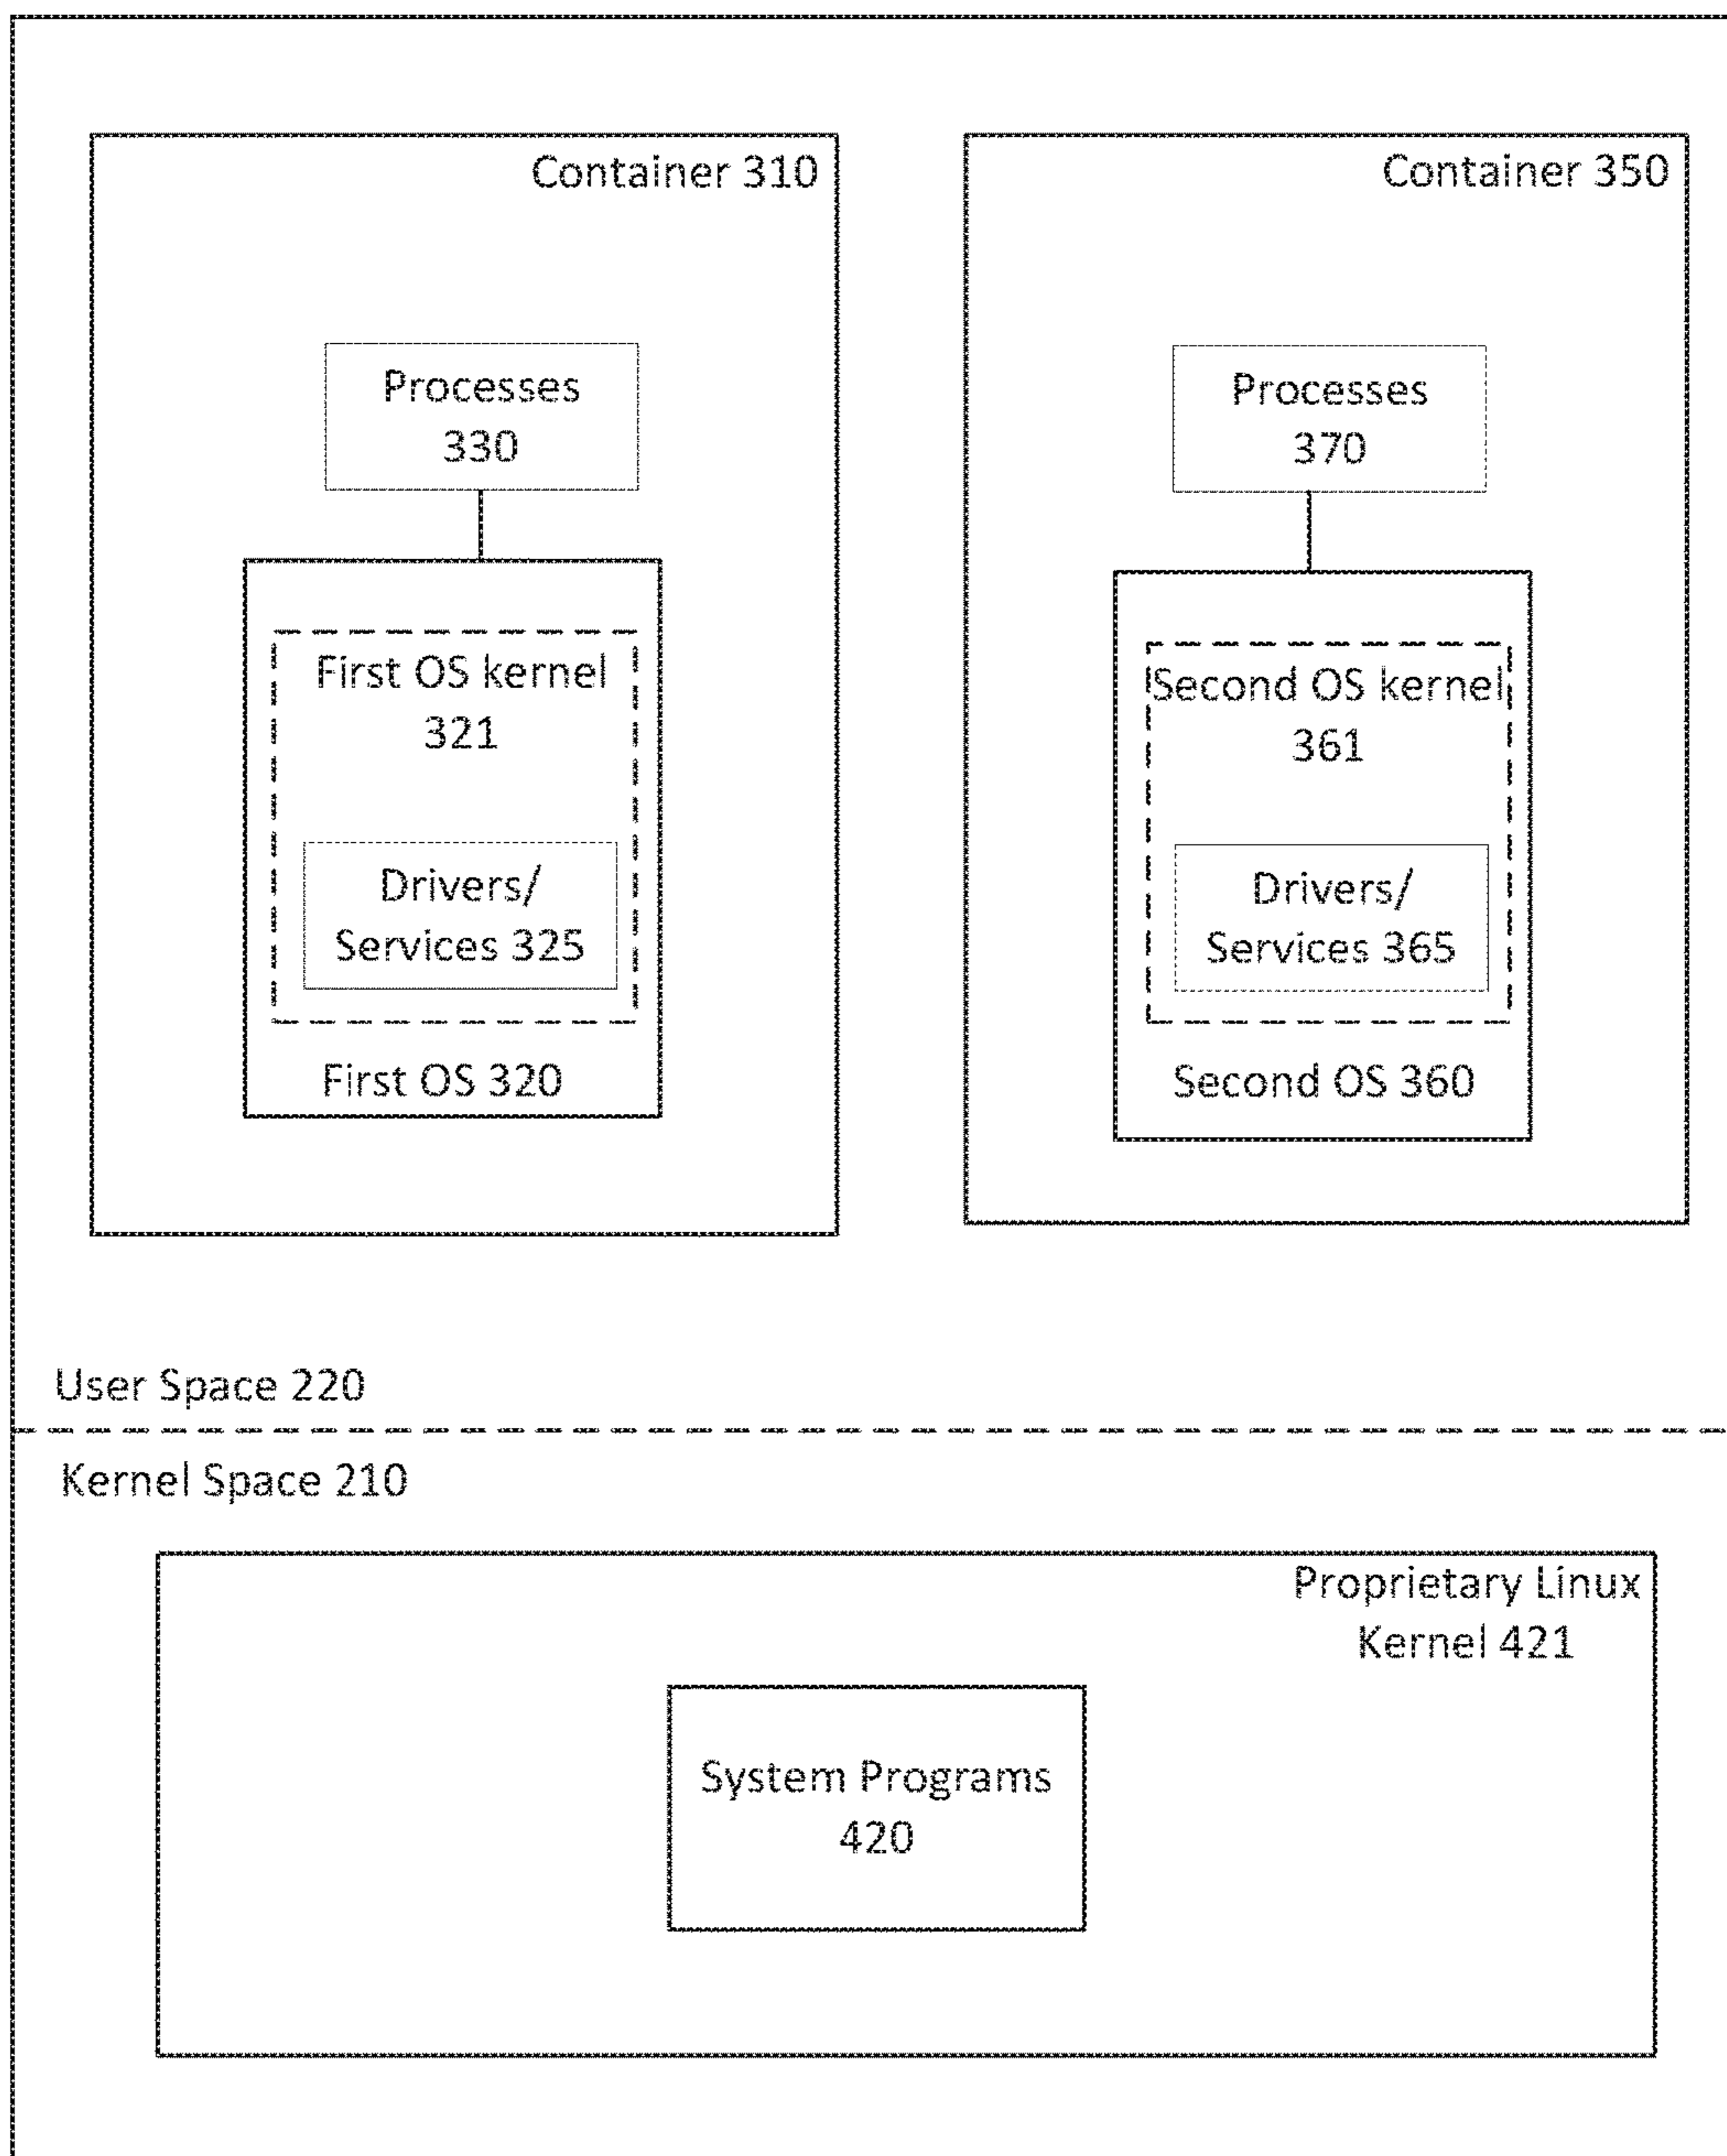 Container 310
Processes
330
First OS kernel
321
Drivers/
Services 325
First OS 320
Container 350
Processes
370
Second OS kernel
361
Drivers/
Services 365
Second OS 360
User Space 220
Kernel Space 210
Proprietary Linux
Kernel 421
System Programs
420